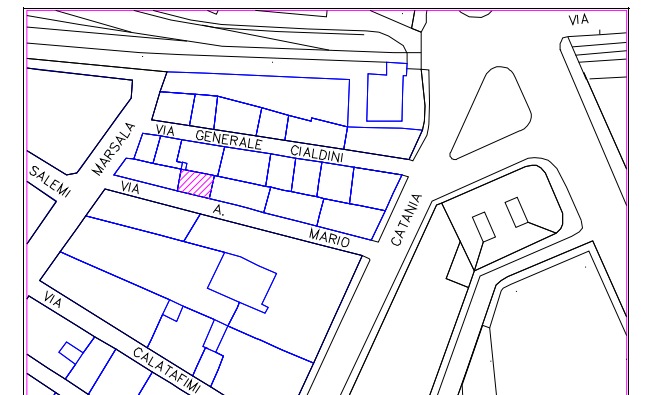 VIA
VIA GENERALE CIALDINI
MARSALA
SALEMI
VIA A. MARIO
CATANIA
VIA CALATAFIMI